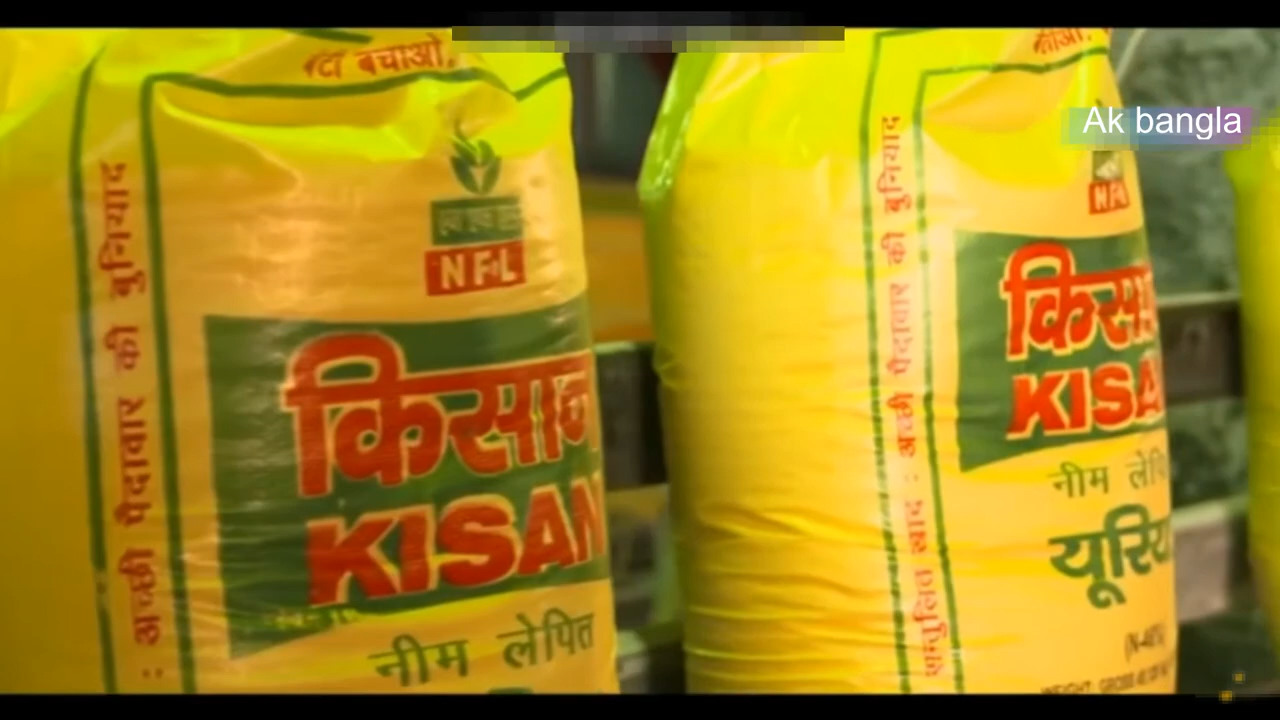 बचाओ,
: अच्छी पैदावार की बुनियाद
NFL
किसान
KISAN
नीम लेपित
Ak bangla
संतुलित खाद : अच्छी पैदावार की बुनियाद
NFL
किसा
KISA
नीम लेपि
यूरिय